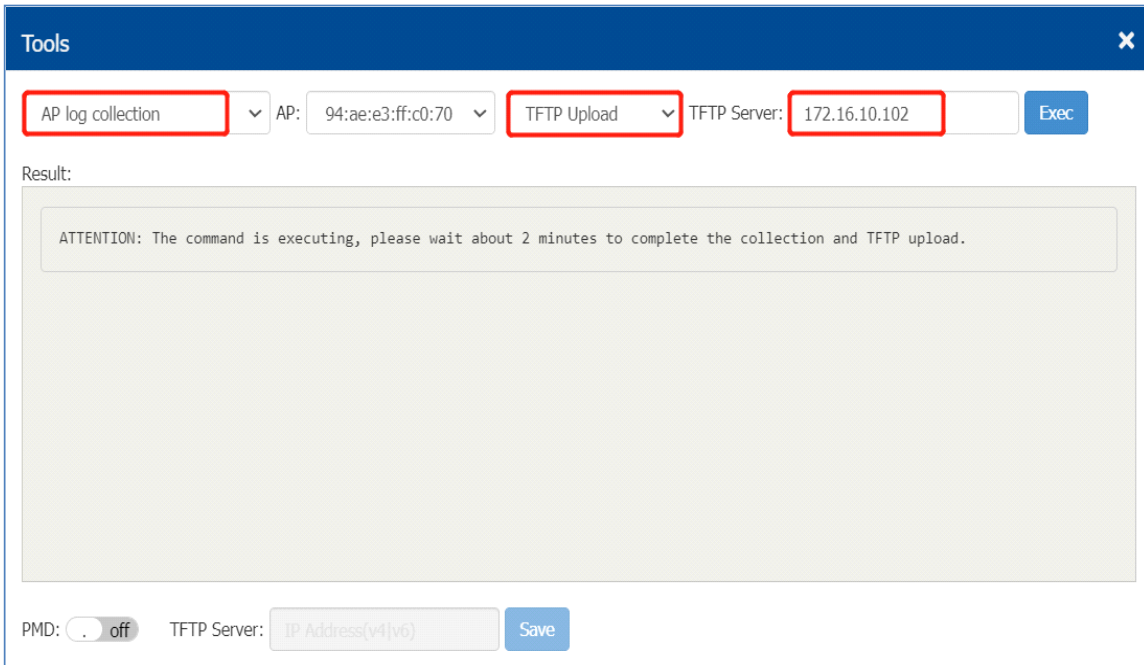 Tools
AP log collection AP: 94:ae:e3:ff:c0:70 TFTP Upload TFTP Server: 172.16.10.102 Exec
Result:
ATTENTION: The command is executing, please wait about 2 minutes to complete the collection and TFTP upload.
PMD: . off TFTP Server: IP Address(v4|v6) Save